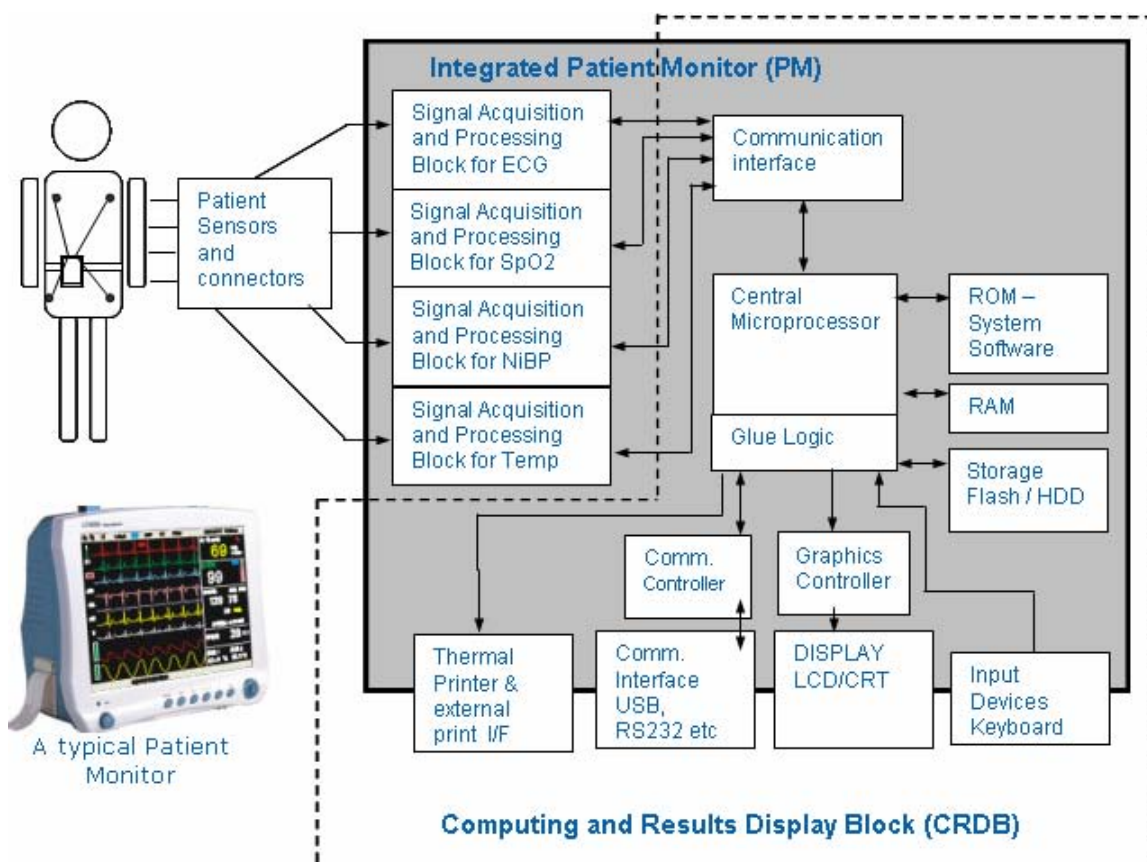 Integrated Patient Monitor (PM)
Signal Acquisition
and Processing
Block for ECG
Communication
interface
Patient
Sensors
and
connectors
Signal Acquisition
and Processing
Block for SpO2
Central
Microprocessor
ROM –
System
Software
Signal Acquisition
and Processing
Block for NiBP
RAM
Signal Acquisition
and Processing
Block for Temp
Glue Logic
Storage
Flash / HDD
Comm.
Controller
Graphics
Controller
Thermal
Printer &
external
print I/F
Comm.
Interface
USB,
RS232 etc
DISPLAY
LCD/CRT
Input
Devices
Keyboard
69
99
A typical Patient
Monitor
Computing and Results Display Block (CRDB)